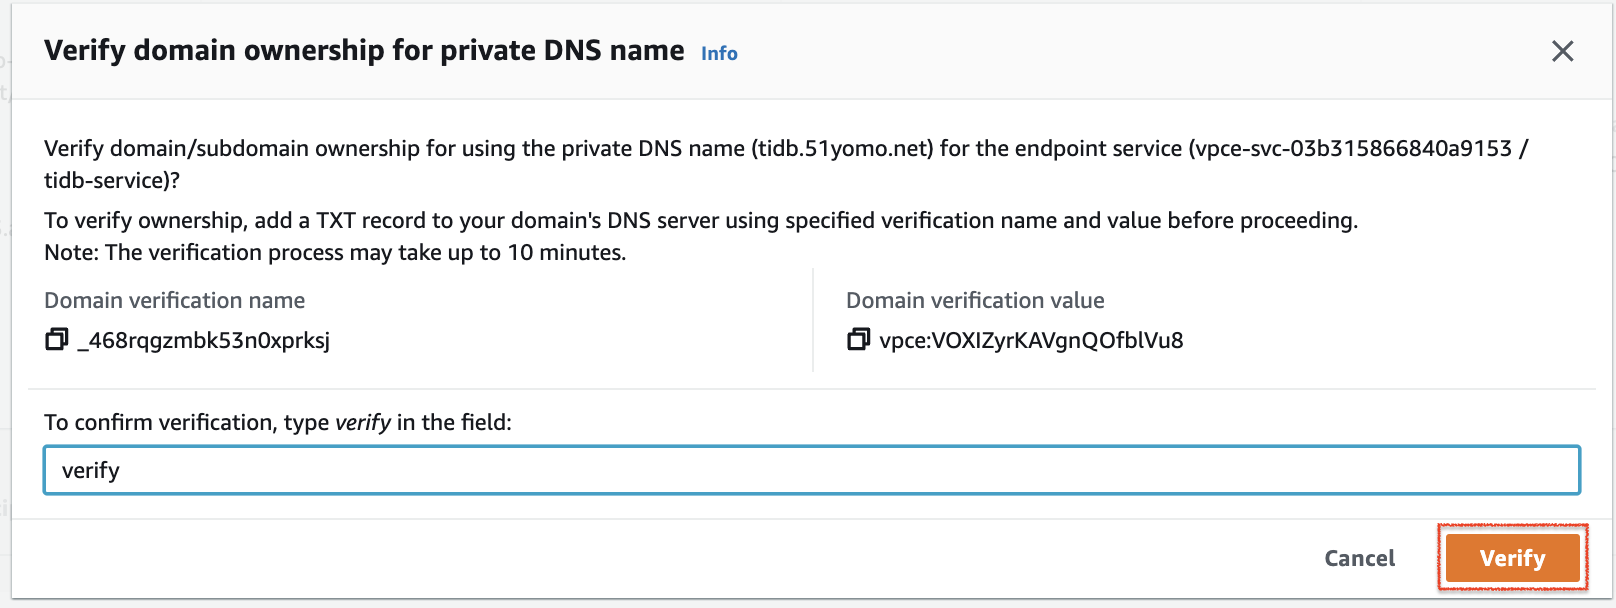 Verify domain ownership for private DNS name Info
Verify domain/subdomain ownership for using the private DNS name (tidb.51yomo.net) for the endpoint service (vpce-svc-03b315866840a9153 /
tidb-service)?
To verify ownership, add a TXT record to your domain's DNS server using specified verification name and value before proceeding.
Note: The verification process may take up to 10 minutes.
Domain verification name
_468rqgzmbk53n0xprksj
Domain verification value
vpce:VOXIZyrKAVgnQOfblVu8
To confirm verification, type verify in the field:
verify
Cancel
Verify